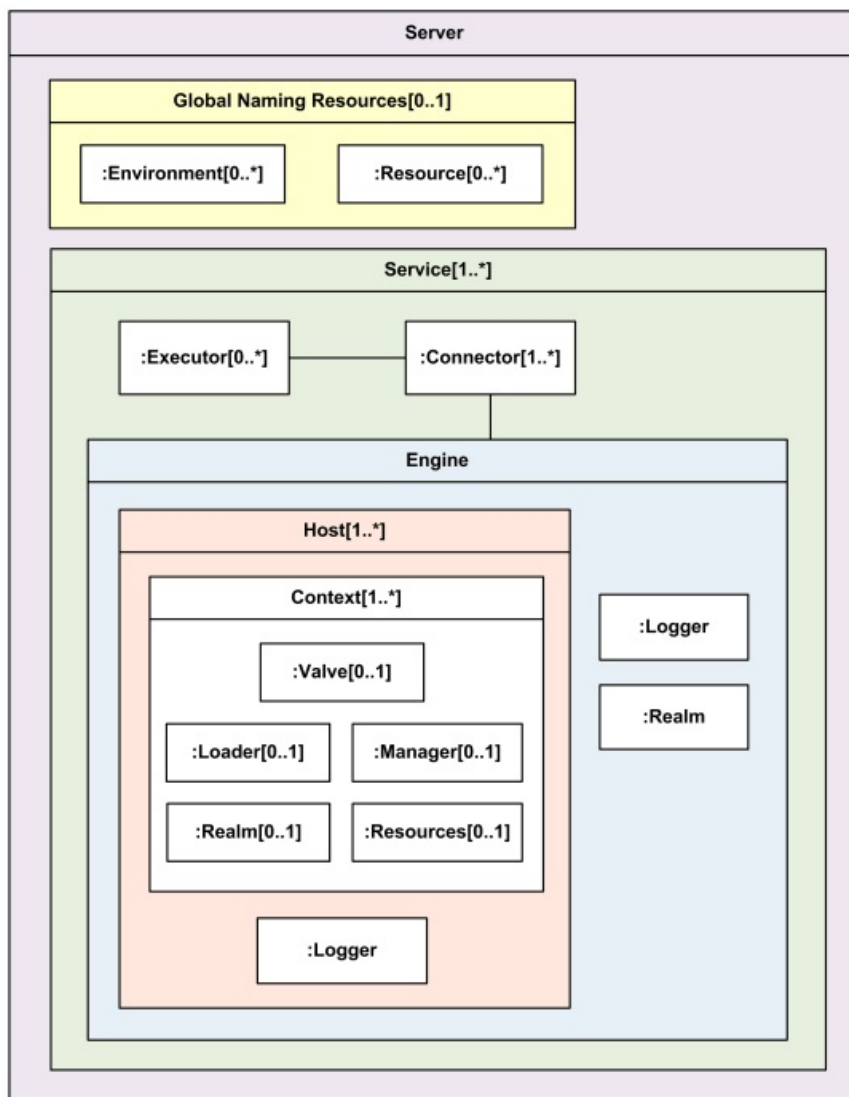 Server
Global Naming Resources[0..1]
:Environment[0..*]
:Resource[0..*]
Service[1..*]
:Executor[0..*]
:Connector[1..*]
Engine
Host[1..*]
Context[1..*]
:Valve[0..1]
:Loader[0..1]
:Manager[0..1]
:Realm[0..1]
:Resources[0..1]
:Logger
:Logger
:Realm